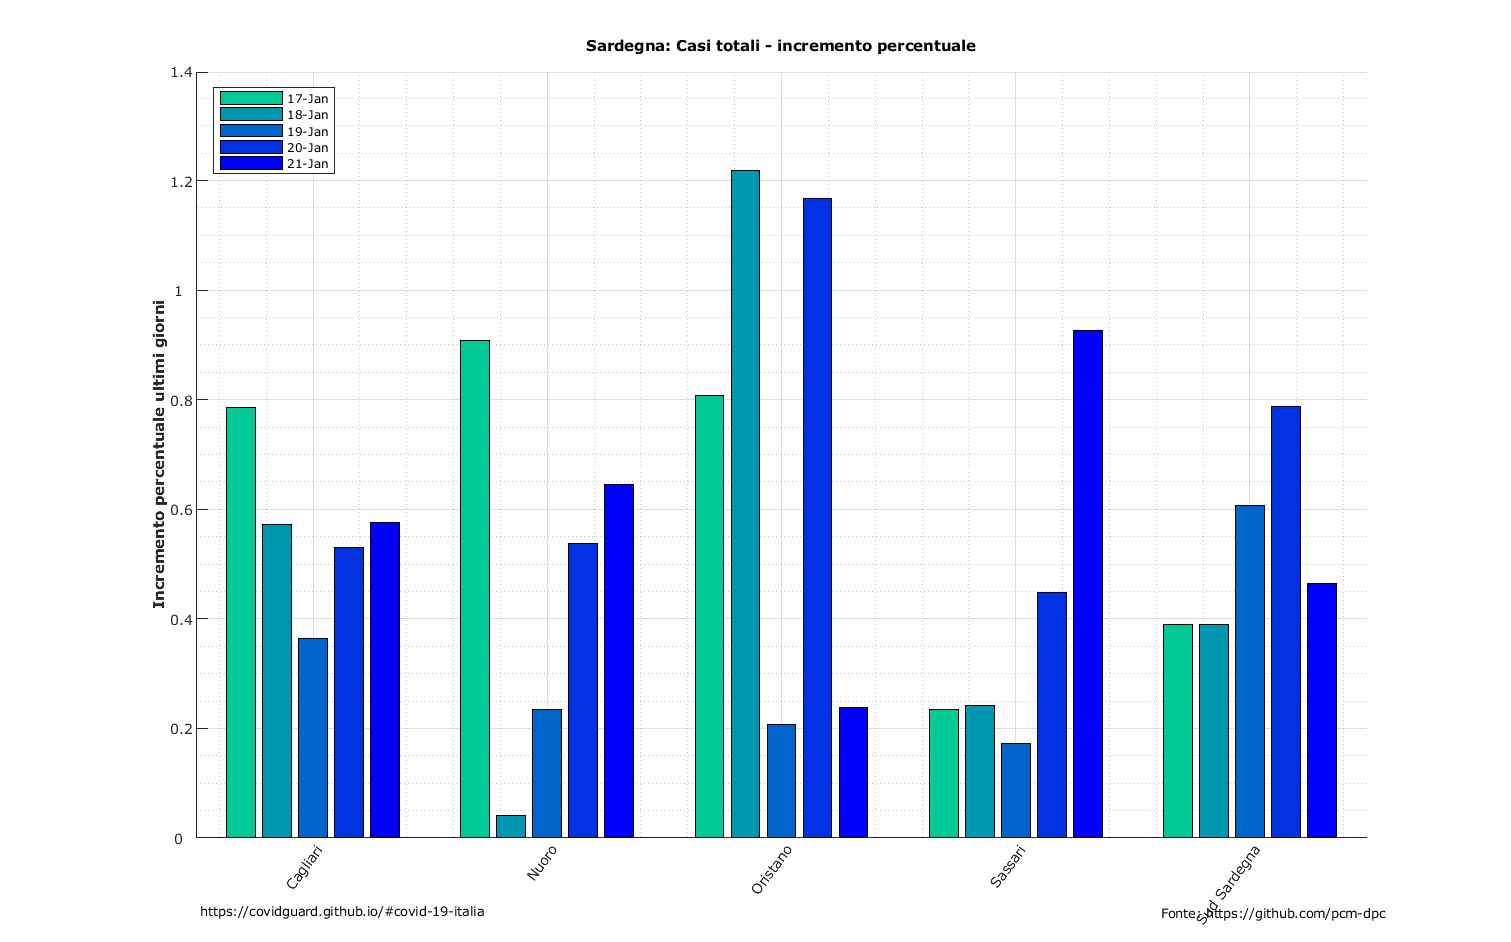 Sardegna: Casi totali - incremento percentuale
1.4
1.2
1
0.8
0.6
0.4
0.2
0
Incremento percentuale ultimi giorni
17-Jan
18-Jan
19-Jan
20-Jan
21-Jan
Cagliari
Nuoro
Oristano
Sassari
Sud Sardegna
https://covidguard.github.io/#covid-19-italia
Fonte: https://github.com/pcm-dpc